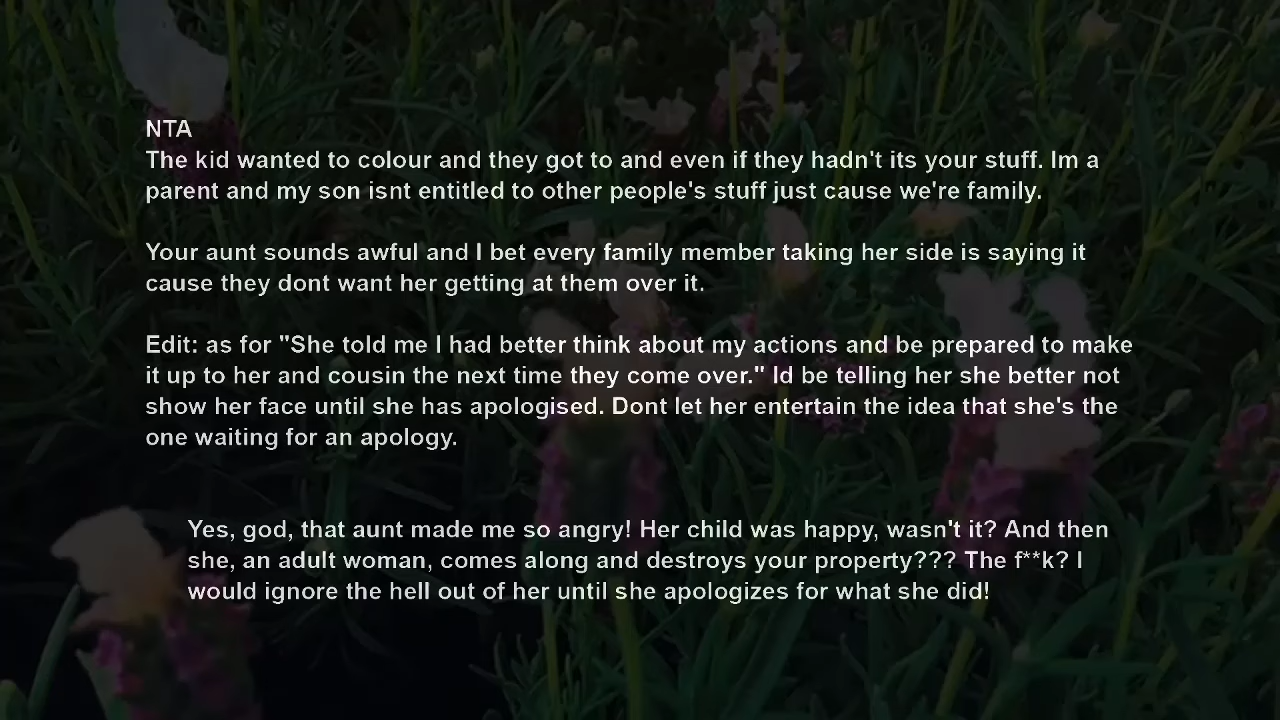 NTA
The kid wanted to colour and they got to and even if they hadn't its your stuff. Im a
parent and my son isnt entitled to other people's stuff just cause we're family.
Your aunt sounds awful and I bet every family member taking her side is saying it
cause they dont want her getting at them over it.
Edit: as for "She told me I had better think about my actions and be prepared to make
it up to her and cousin the next time they come over." Id be telling her she better not
show her face until she has apologised. Dont let her entertain the idea that she's the
one waiting for an apology.
Yes, god, that aunt made me so angry! Her child was happy, wasn't it? And then
she, an adult woman, comes along and destroys your property??? The f**k? I
would ignore the hell out of her until she apologizes for what she did!